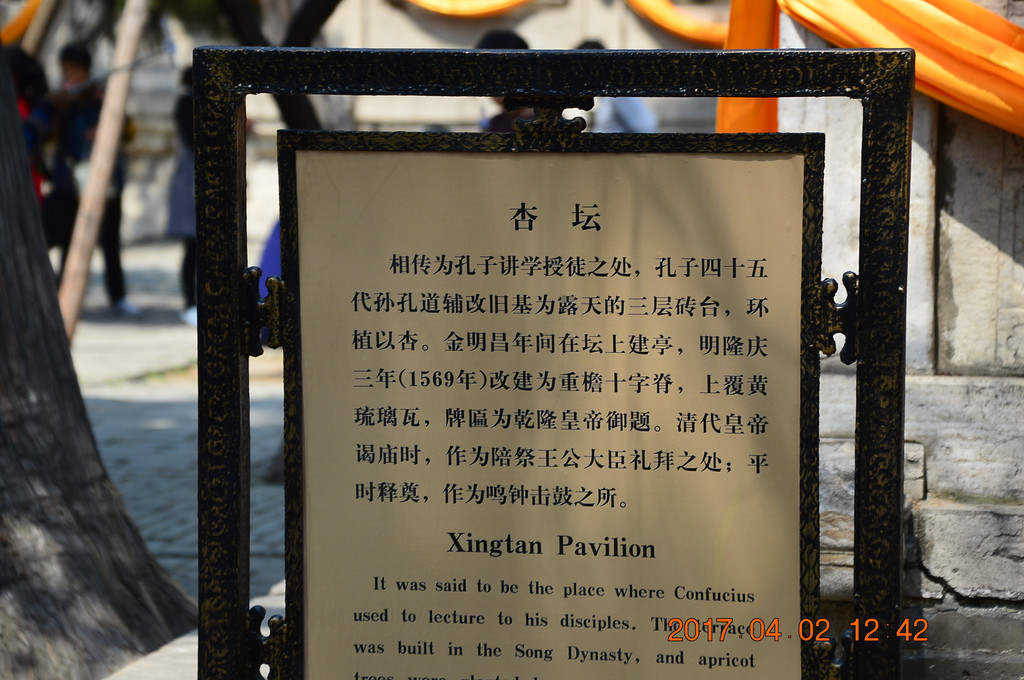 杏 坛
相传为孔子讲学授徒之处，孔子四十五
代孙孔道辅改旧基为露天的三层砖台，环
植以杏。金明昌年间在坛上建亭，明隆庆
三年(1569年)改建为重檐十字脊，上覆黄
琉璃瓦，牌匾为乾隆皇帝御题。清代皇帝
谒庙时，作为陪祭王公大臣礼拜之处；平
时释奠，作为鸣钟击鼓之所。
Xingtan Pavilion
It was said to be the place where Confucius
used to lecture to his disciples. The terrace
was built in the Song Dynasty, and apricot
trees were planted
2017.04.02 12:42